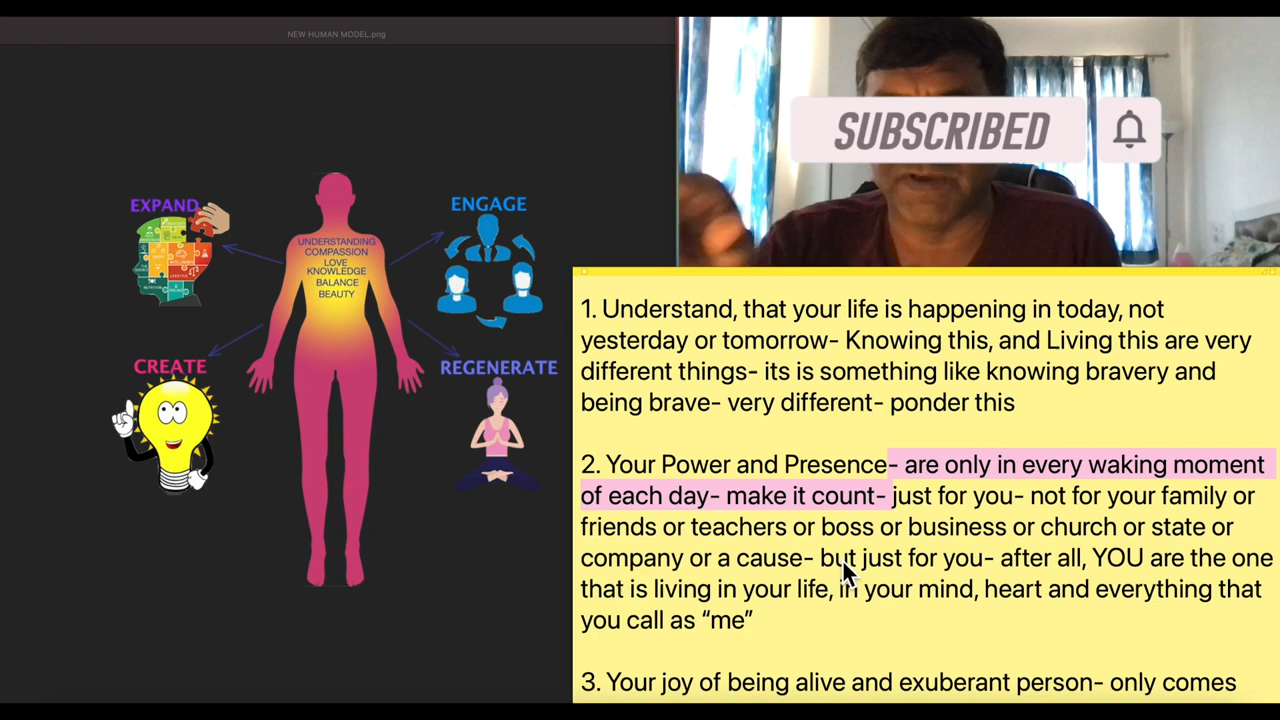 NEW HUMAN MODEL.png
SUBSCRIBED
EXPAND
ENGAGE
UNDERSTANDING
COMPASSION
LOVE
KNOWLEDGE
BALANCE
BEAUTY
CREATE
REGENERATE
1. Understand, that your life is happening in today, not
yesterday or tomorrow- Knowing this, and Living this are very
different things- its is something like knowing bravery and
being brave- very different- ponder this
2. Your Power and Presence- are only in every waking moment
of each day- make it count- just for you- not for your family or
friends or teachers or boss or business or church or state or
company or a cause- but just for you- after all, YOU are the one
that is living in your life, in your mind, heart and everything that
you call as “me”
3. Your joy of being alive and exuberant person- only comes